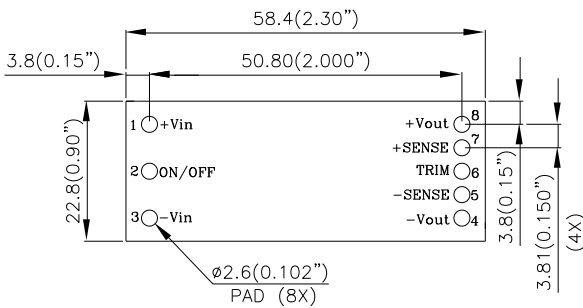 58.4(2.30")
3.8(0.15")
50.80(2.000")
1 +Vin
+Vout 8
+SENSE 7
2 ON/OFF
TRIM 6
-SENSE 5
3 -Vin
-Vout 4
22.8(0.90")
3.8(0.15")
3.81(0.150")
(4X)
ø2.6(0.102")
PAD (8X)